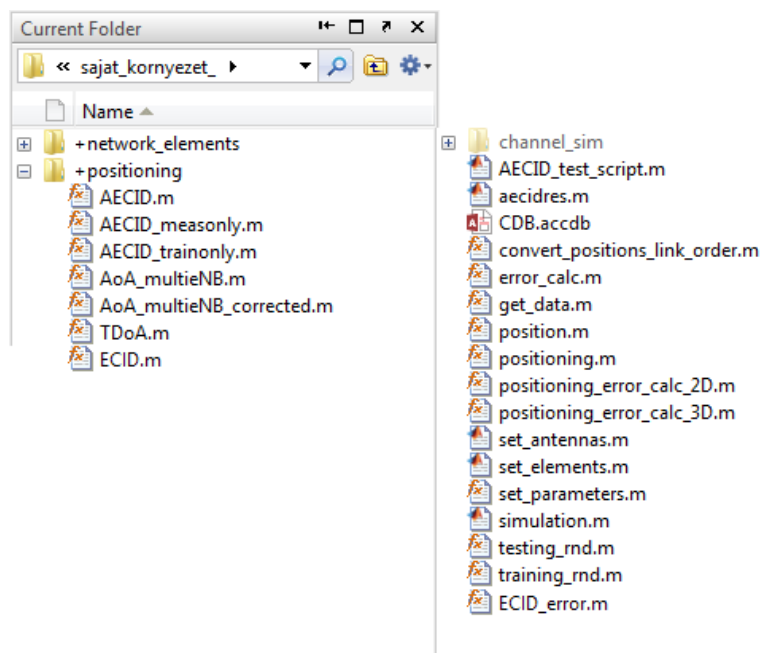 Current Folder
« sajat_kornyezet_
Name
+network_elements
+positioning
AECID.m
AECID_measonly.m
AECID_trainonly.m
AoA_multieNB.m
AoA_multieNB_corrected.m
TDoA.m
ECID.m
channel_sim
AECID_test_script.m
aecidres.m
CDB.accdb
convert_positions_link_order.m
error_calc.m
get_data.m
position.m
positioning.m
positioning_error_calc_2D.m
positioning_error_calc_3D.m
set_antennas.m
set_elements.m
set_parameters.m
simulation.m
testing_rnd.m
training_rnd.m
ECID_error.m